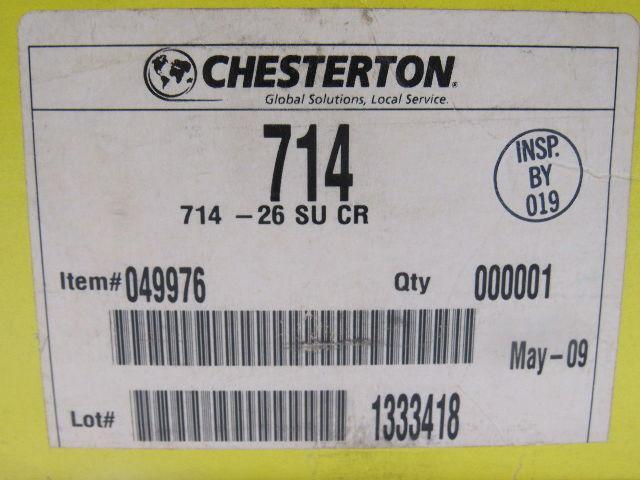 CHESTERTON®
Global Solutions, Local Service.
714
714 -26 SU CR
INSP.
BY
019
Item# 049976 Qty 000001
May-09
Lot# 1333418